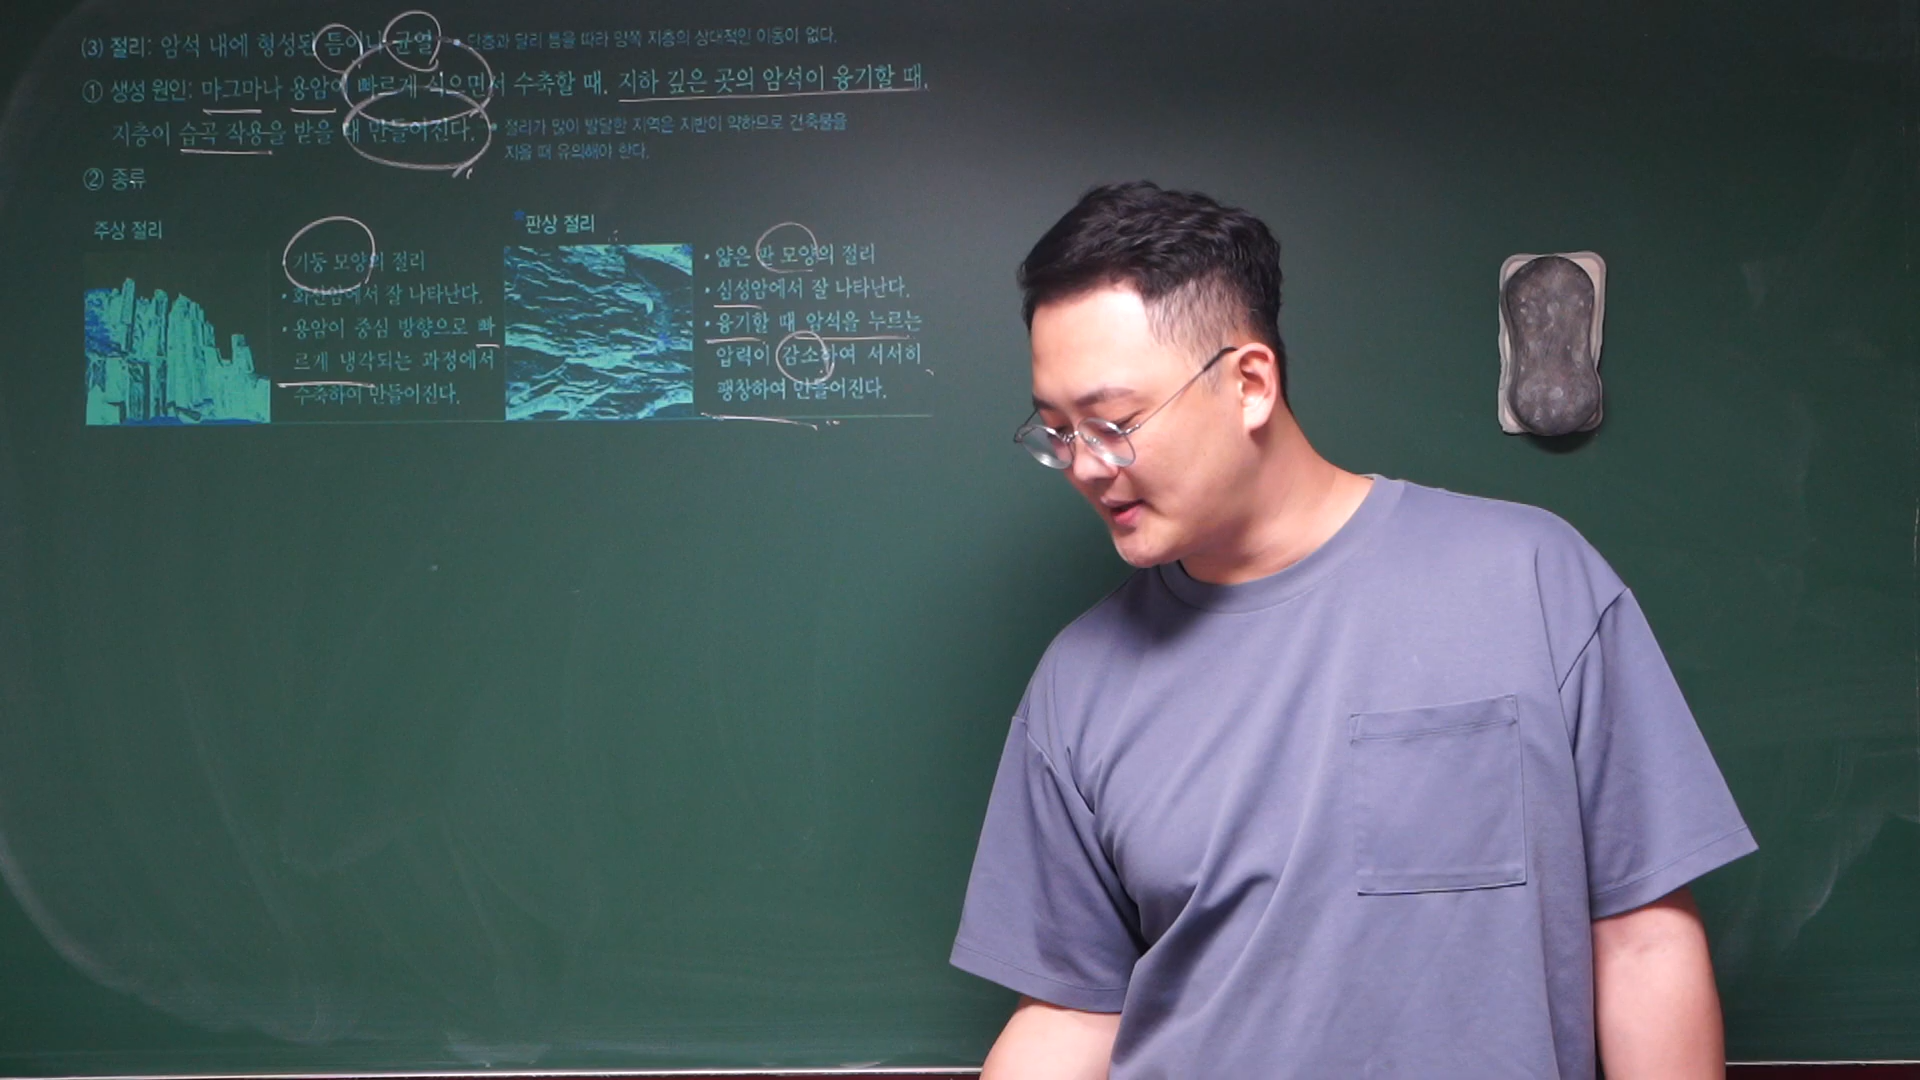 (3) 절리: 암석 내에 형성된 틈이나 균열 • 단층과 달리 틈을 따라 양쪽 지층의 상대적인 이동이 없다.
① 생성 원인: 마그마나 용암이 빠르게 식으면서 수축할 때, 지하 깊은 곳의 암석이 융기할 때,
지층이 습곡 작용을 받을 때 만들어진다. • 절리가 많이 발달한 지역은 지반이 약하므로 건축물을
지을 때 유의해야 한다.
② 종류
주상 절리
• 기둥 모양의 절리
• 화산암에서 잘 나타난다.
• 용암이 중심 방향으로 빠
르게 냉각되는 과정에서
수축하여 만들어진다.
*판상 절리
• 얇은 판 모양의 절리
• 심성암에서 잘 나타난다.
• 융기할 때 암석을 누르는
압력이 감소하여 서서히
팽창하여 만들어진다.